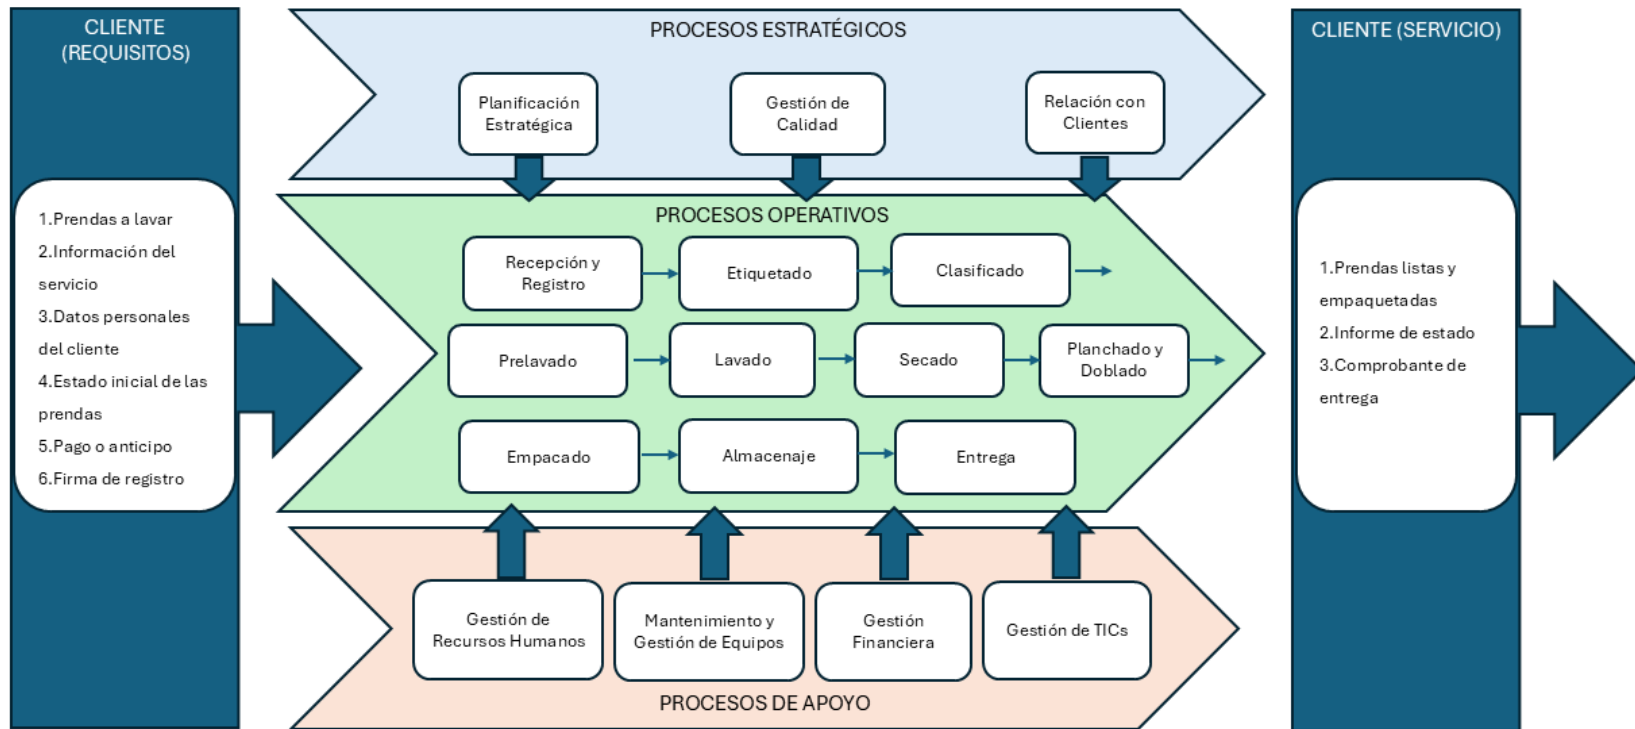 CLIENTE
(REQUISITOS)
1.Prendas a lavar
2.Información del
servicio
3.Datos personales
del cliente
4.Estado inicial de las
prendas
5.Pago o anticipo
6.Firma de registro
PROCESOS ESTRATÉGICOS
Planificación
Estratégica
Gestión de
Calidad
Relación con
Clientes
PROCESOS OPERATIVOS
Recepción y
Registro
Etiquetado
Clasificado
Prelavado
Lavado
Secado
Planchado y
Doblado
Empacado
Almacenaje
Entrega
Gestión de
Recursos Humanos
Mantenimiento y
Gestión de Equipos
Gestión
Financiera
Gestión de TICs
PROCESOS DE APOYO
CLIENTE (SERVICIO)
1.Prendas listas y
empaquetadas
2.Informe de estado
3.Comprobante de
entrega